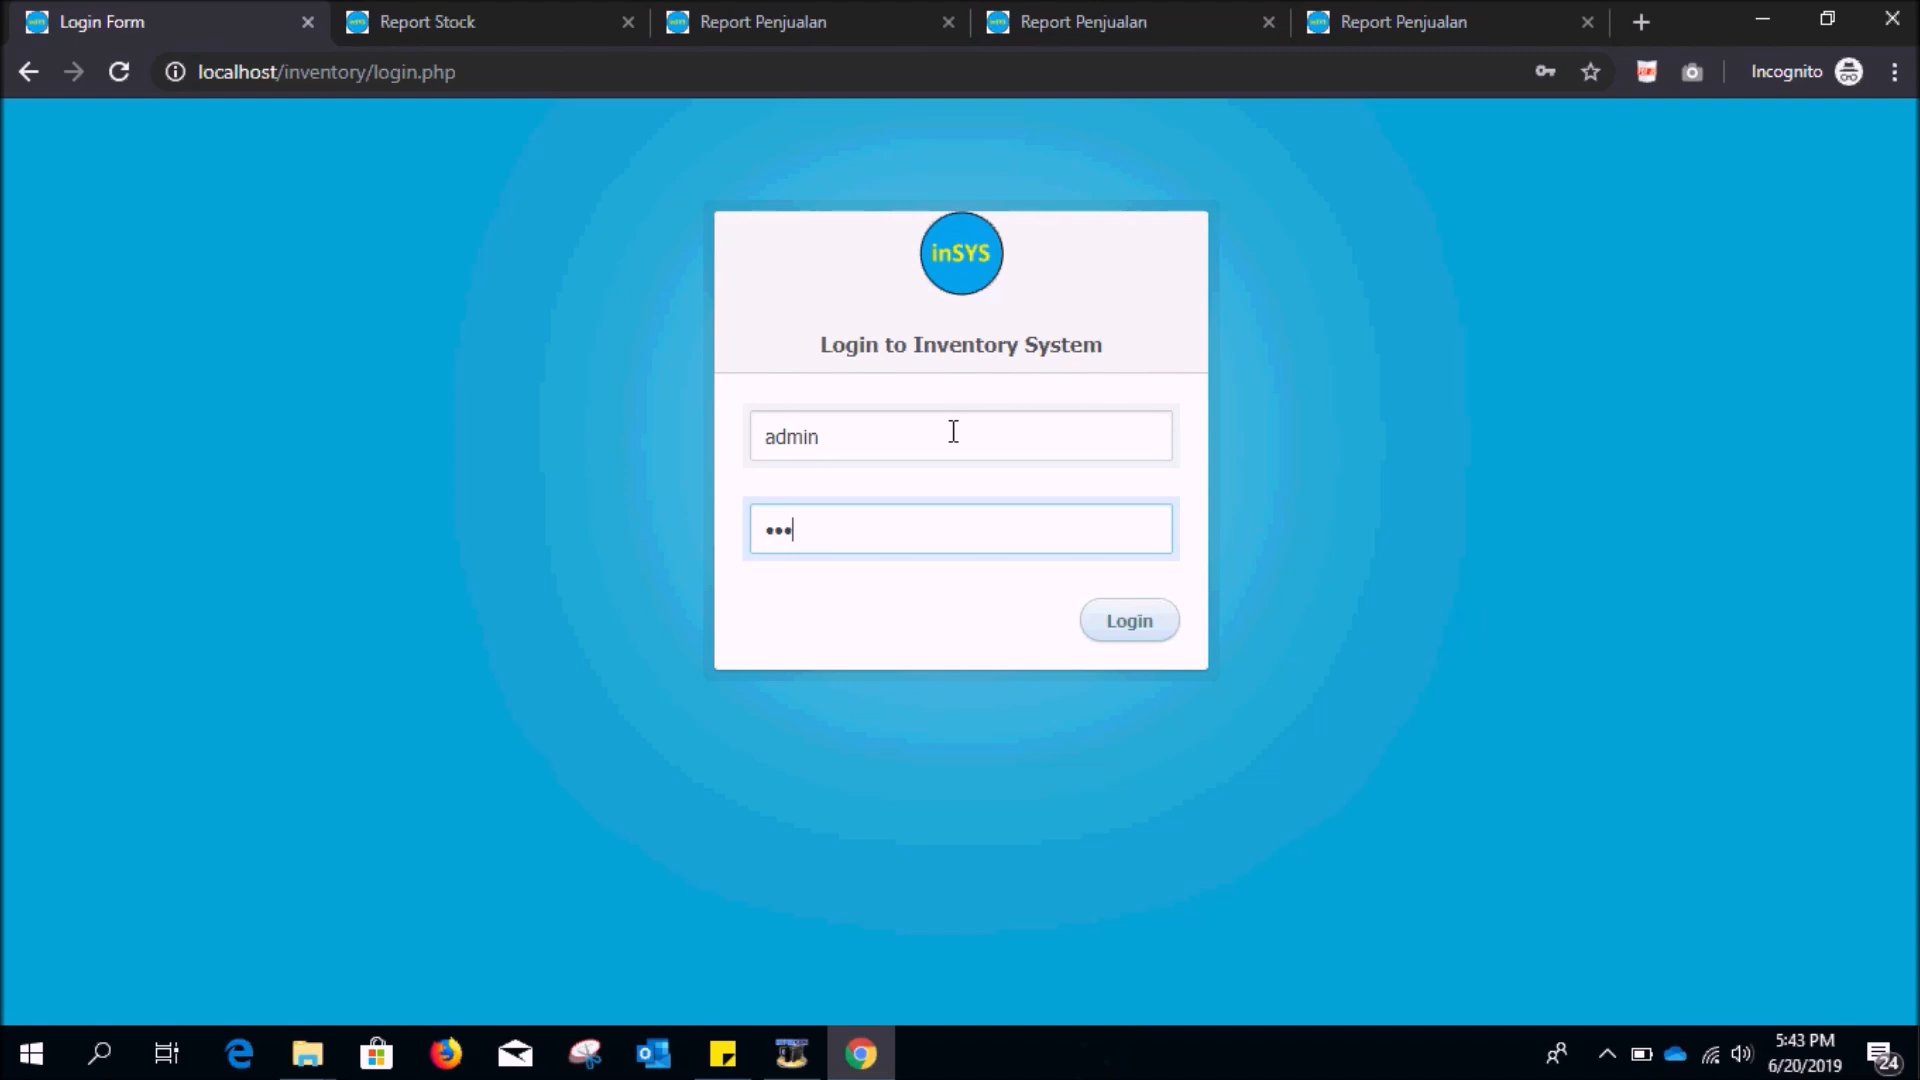 Login Form
Report Stock
Report Penjualan
Report Penjualan
Report Penjualan
localhost/inventory/login.php
Incognito
inSYS
Login to Inventory System
admin
•••
Login
5:43 PM
6/20/2019
24